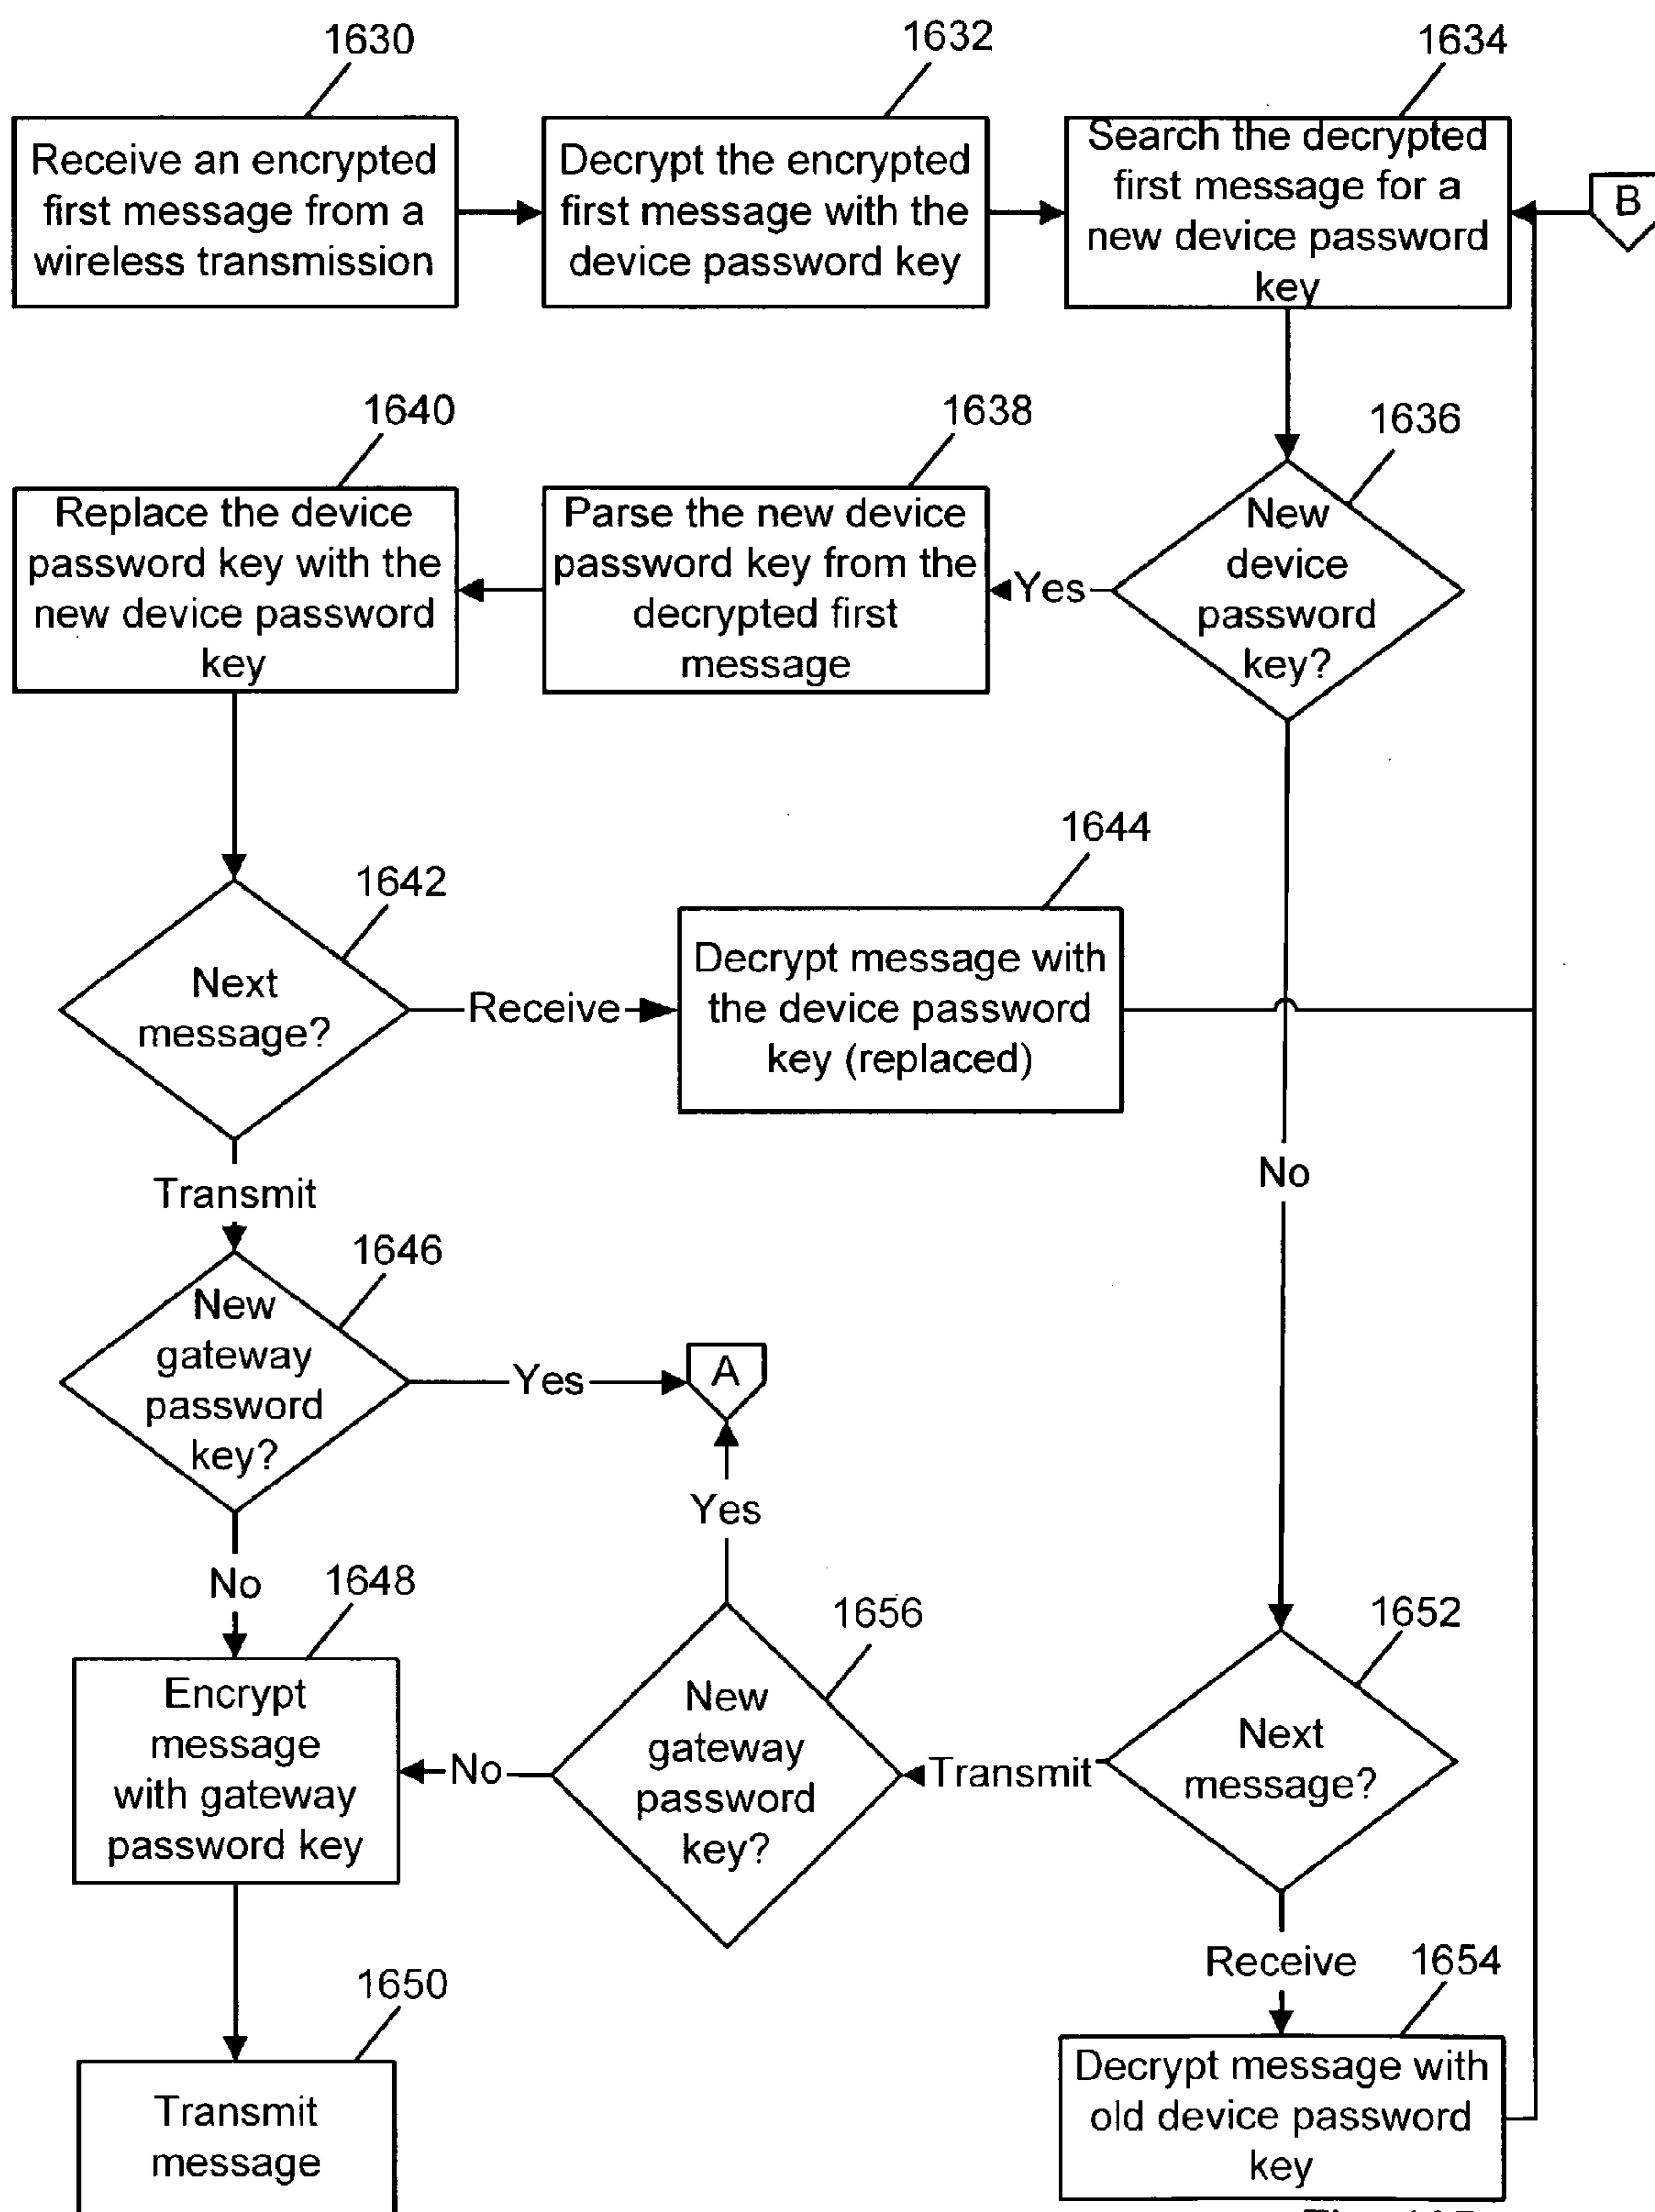 1630
1632
1634
Receive an encrypted
first message from a
wireless transmission
Decrypt the encrypted
first message with the
device password key
Search the decrypted
first message for a
new device password
key
B
1640
1638
1636
Replace the device
password key with the
new device password
key
Parse the new device
password key from the
decrypted first
message
Yes
New
device
password
key?
1644
1642
Next
message?
Receive
Decrypt message with
the device password
key (replaced)
No
Transmit
1646
New
gateway
password
key?
Yes
A
Yes
No
1648
1656
1652
Encrypt
message
with gateway
password key
No
New
gateway
password
key?
Transmit
Next
message?
Receive
1654
1650
Transmit
message
Decrypt message with
old device password
key